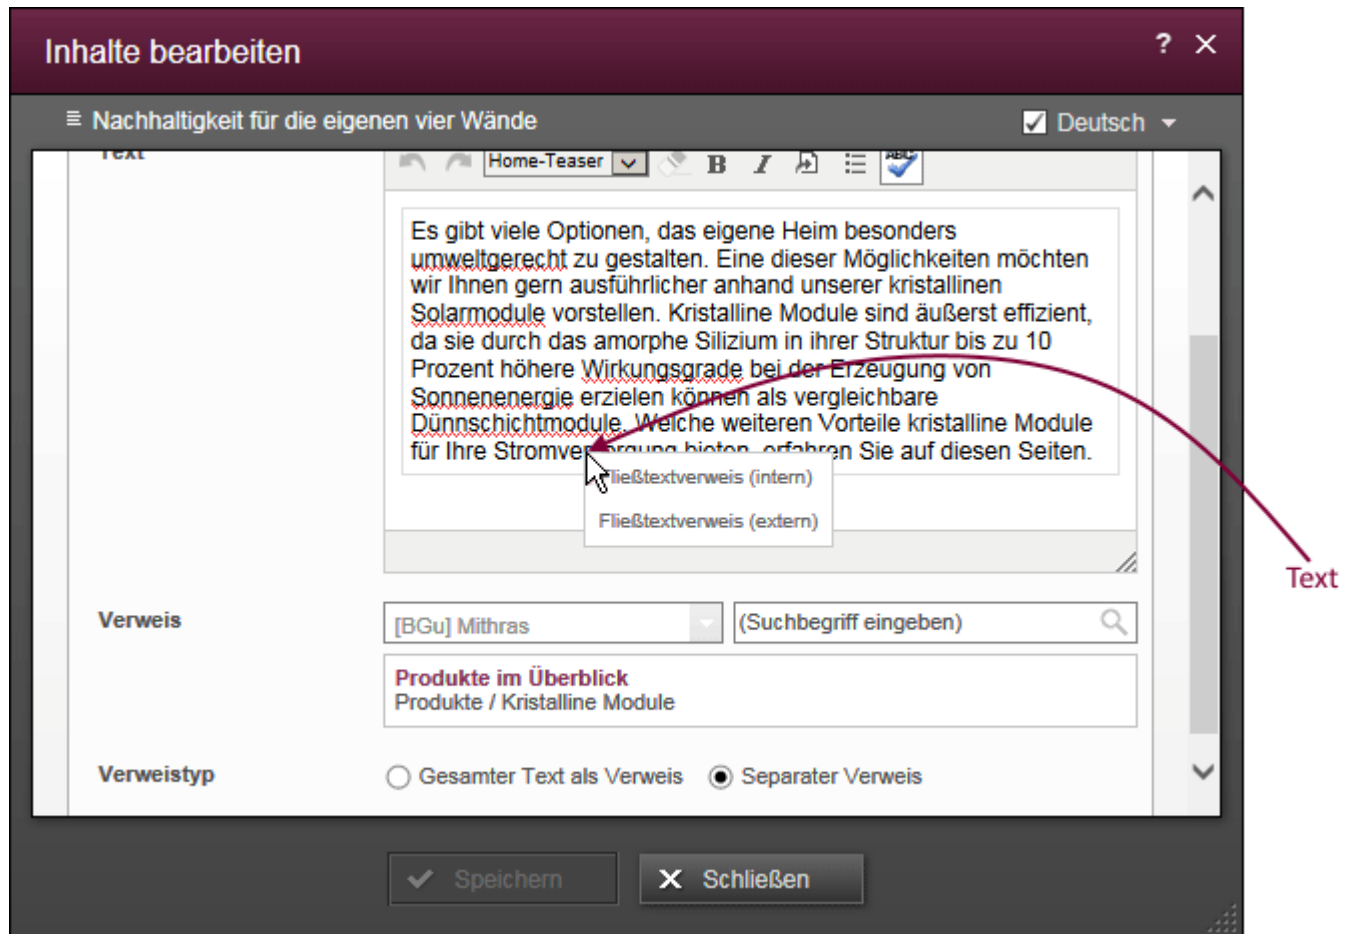 Inhalte bearbeiten
?
Nachhaltigkeit für die eigenen vier Wände
Deutsch
Text
Home-Teaser
B I
ABC
Es gibt viele Optionen, das eigene Heim besonders
umweltgerecht zu gestalten. Eine dieser Möglichkeiten möchten
wir Ihnen gern ausführlicher anhand unserer kristallinen
Solarmodule vorstellen. Kristalline Module sind äußerst effizient,
da sie durch das amorphe Silizium in ihrer Struktur bis zu 10
Prozent höhere Wirkungsgrade bei der Erzeugung von
Sonnenenergie erzielen können als vergleichbare
Dünnschichtmodule. Welche weiteren Vorteile kristalline Module
für Ihre Stromversorgung bieten, erfahren Sie auf diesen Seiten.
Fließtextverweis (intern)
Fließtextverweis (extern)
Text
Verweis
[BGu] Mithras
(Suchbegriff eingeben)
Produkte im Überblick
Produkte / Kristalline Module
Verweistyp
Gesamter Text als Verweis
Separater Verweis
Speichern
Schließen